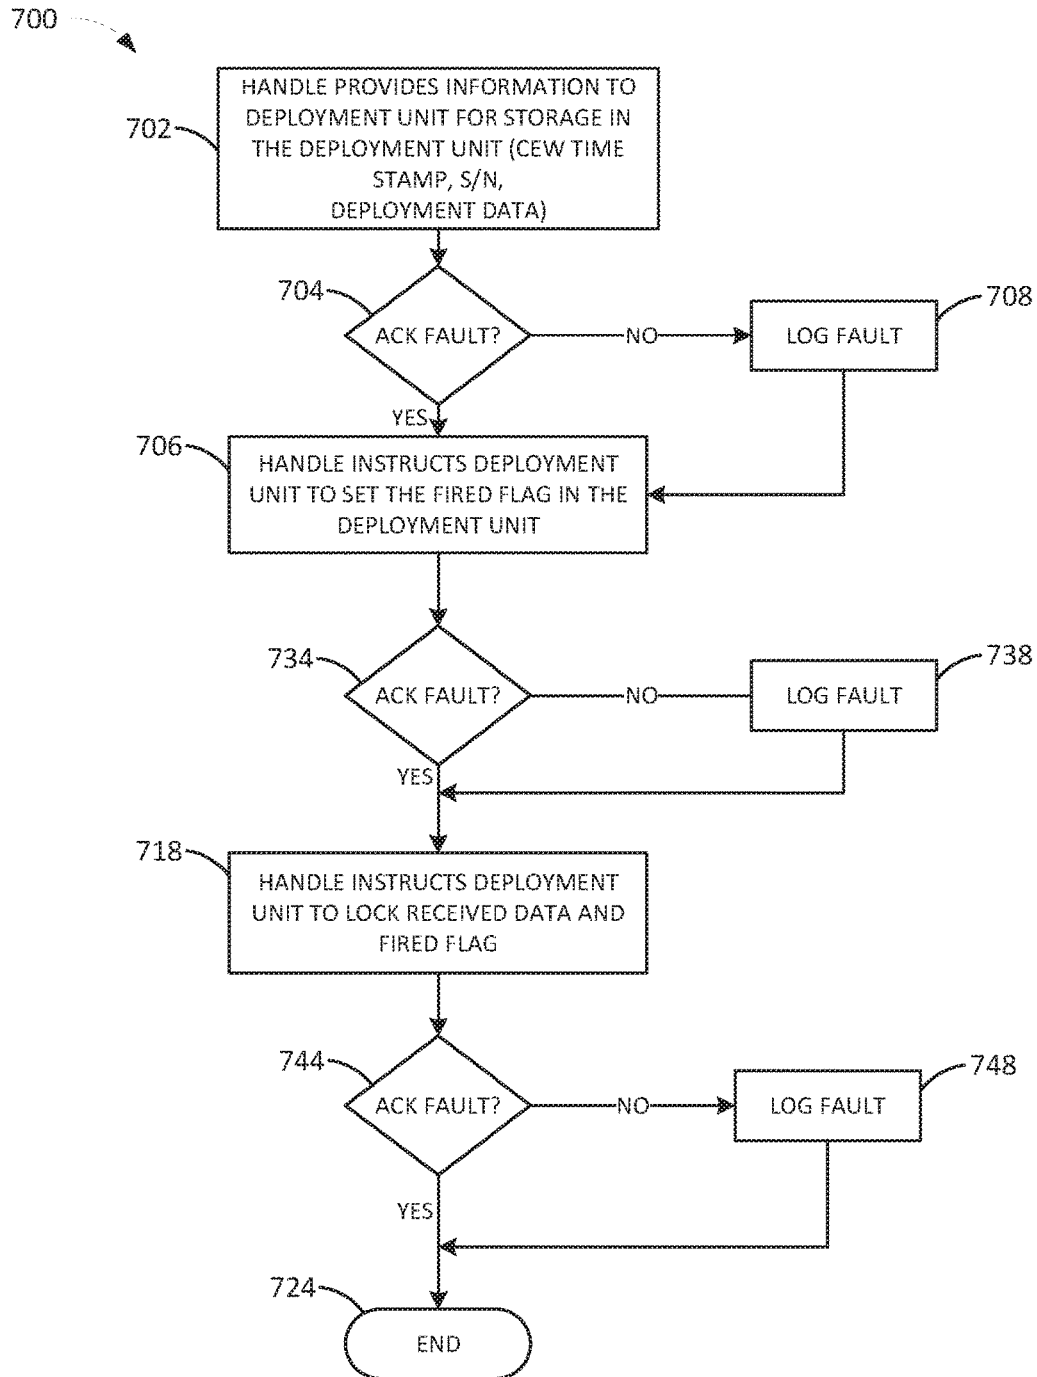 700
HANDLE PROVIDES INFORMATION TO
DEPLOYMENT UNIT FOR STORAGE IN
THE DEPLOYMENT UNIT (CEW TIME
STAMP, S/N,
DEPLOYMENT DATA)
702
704
ACK FAULT?
NO
LOG FAULT
708
YES
706
HANDLE INSTRUCTS DEPLOYMENT
UNIT TO SET THE FIRED FLAG IN THE
DEPLOYMENT UNIT
734
ACK FAULT?
NO
LOG FAULT
738
YES
718
HANDLE INSTRUCTS DEPLOYMENT
UNIT TO LOCK RECEIVED DATA AND
FIRED FLAG
744
ACK FAULT?
NO
LOG FAULT
748
YES
724
END